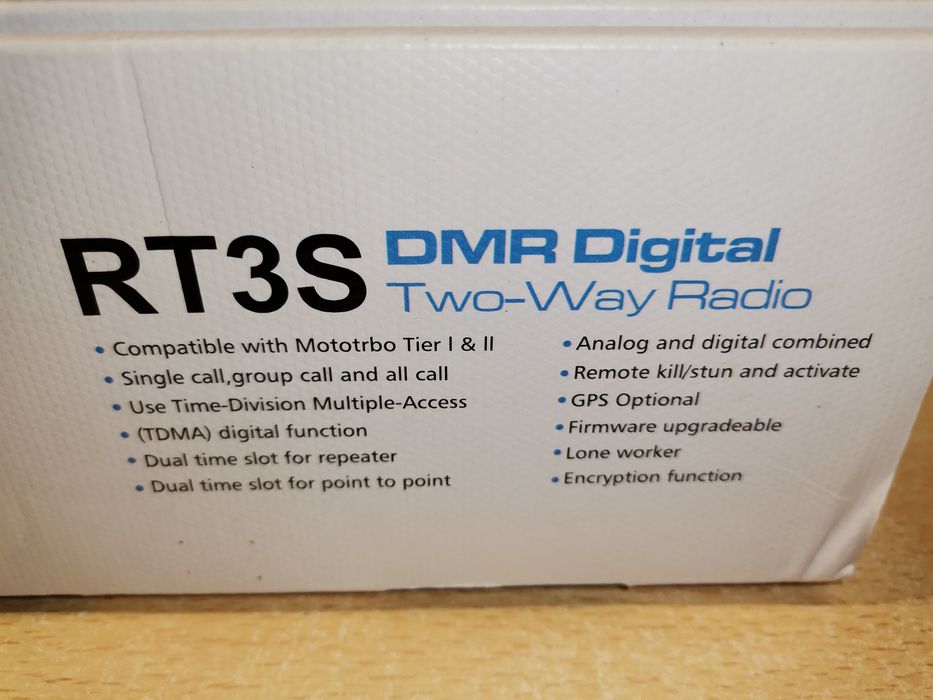 RT3S
DMR Digital
Two-Way Radio
• Compatible with Mototrbo Tier I & II
• Single call,group call and all call
• Use Time-Division Multiple-Access
• (TDMA) digital function
• Dual time slot for repeater
• Dual time slot for point to point
• Analog and digital combined
• Remote kill/stun and activate
• GPS Optional
• Firmware upgradeable
• Lone worker
• Encryption function